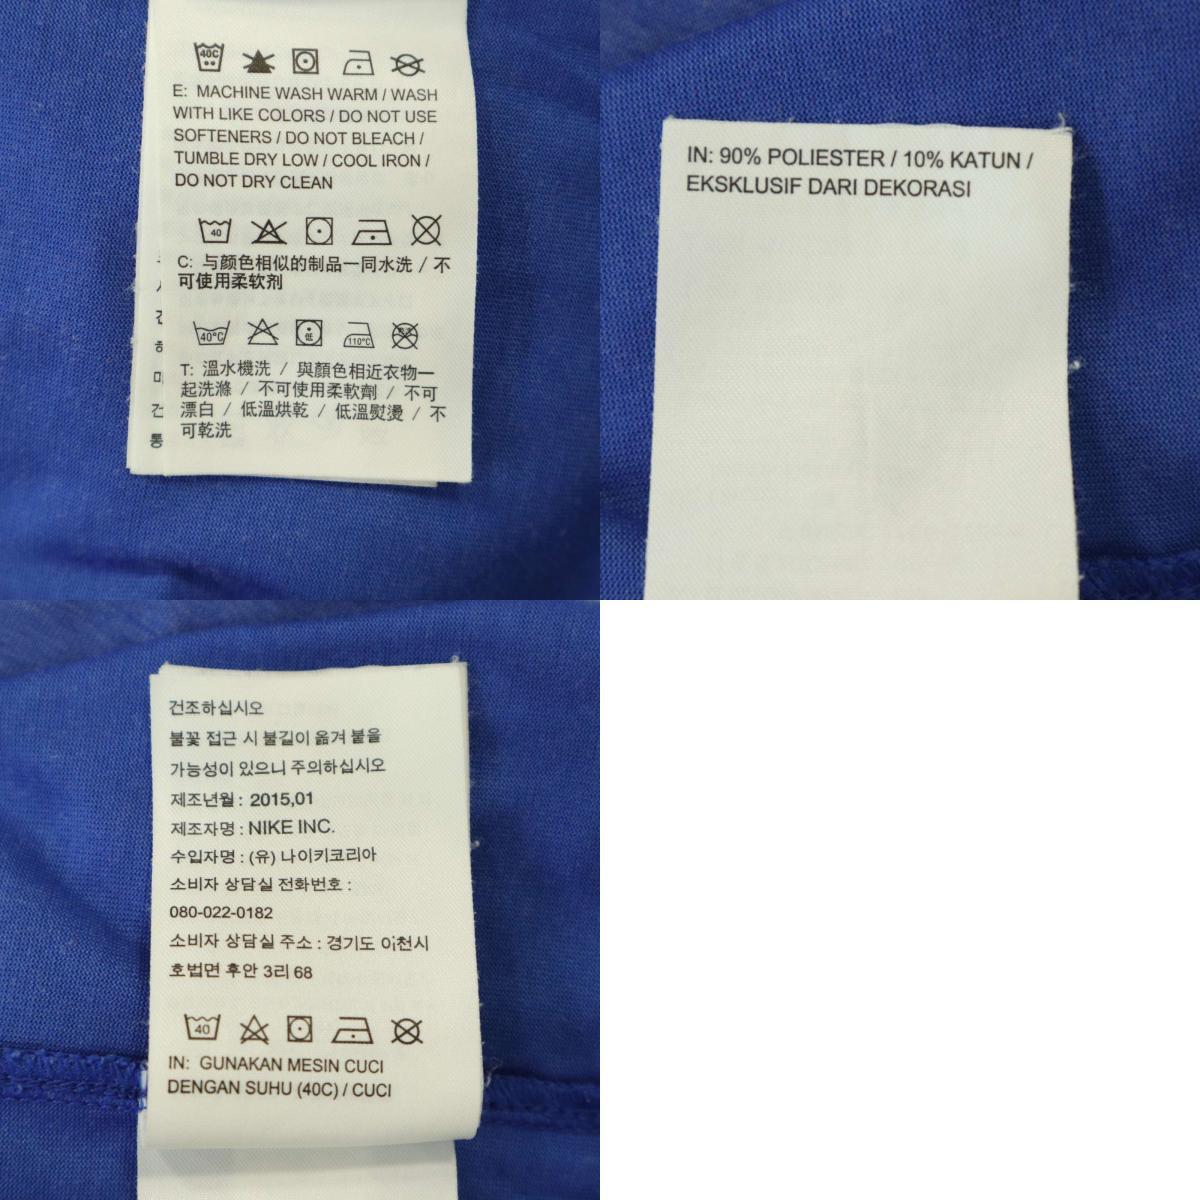 40C
E: MACHINE WASH WARM / WASH
WITH LIKE COLORS / DO NOT USE
SOFTENERS / DO NOT BLEACH /
TUMBLE DRY LOW / COOL IRON /
DO NOT DRY CLEAN
40
C: 与颜色相似的制品一同水洗 / 不
可使用柔软剂
40°C 低 110°C
T: 溫水機洗 / 與顏色相近衣物一
起洗滌 / 不可使用柔軟劑 / 不可
漂白 / 低溫烘乾 / 低溫熨燙 / 不
可乾洗
IN: 90% POLIESTER / 10% KATUN /
EKSKLUSIF DARI DEKORASI
건조하십시오
불꽃 접근 시 불길이 옮겨 붙을
가능성이 있으니 주의하십시오
제조년월 : 2015,01
제조자명 : NIKE INC.
수입자명 : (유) 나이키코리아
소비자 상담실 전화번호 :
080-022-0182
소비자 상담실 주소 : 경기도 이천시
호법면 후안 3리 68
40
IN: GUNAKAN MESIN CUCI
DENGAN SUHU (40C) / CUCI